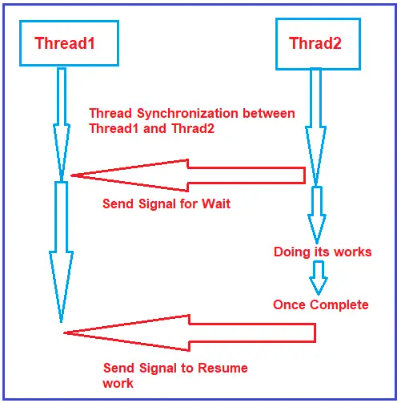 Thread1
Thrad2
Thread Synchronization between
Thread1 and Thrad2
Send Signal for Wait
Doing its works
Once Complete
Send Signal to Resume
work